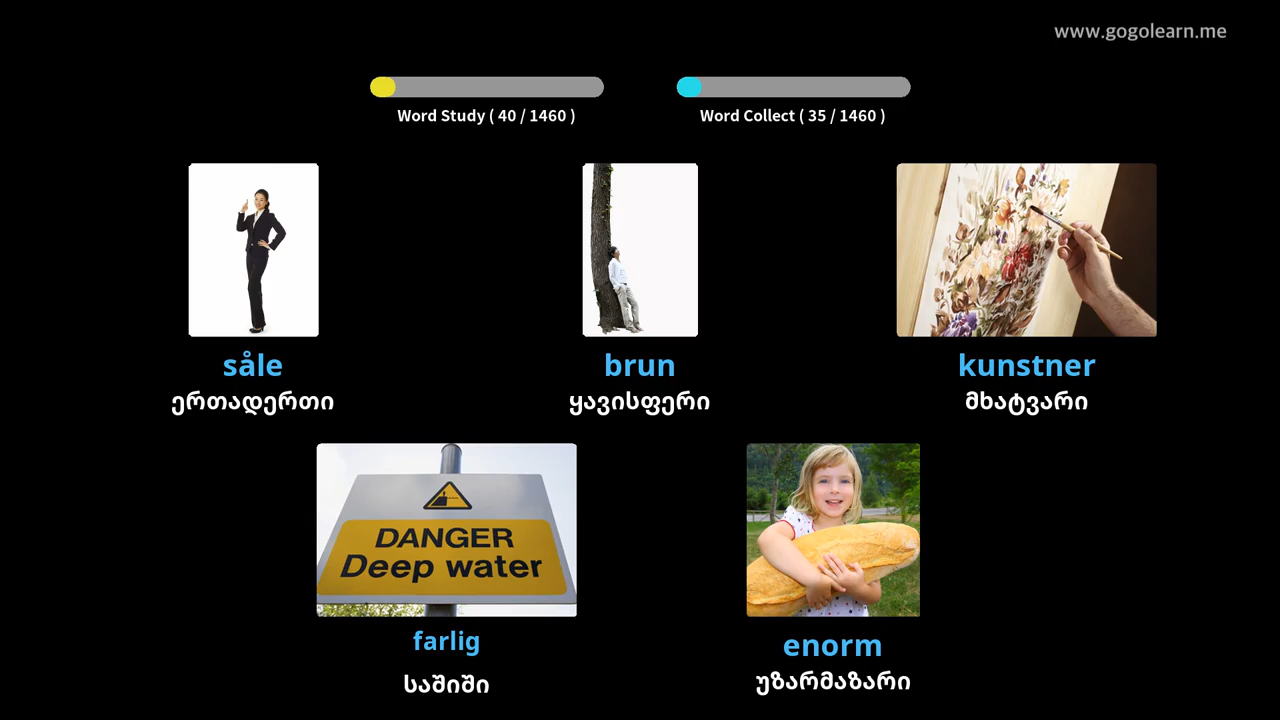 www.gogolearn.me
Word Study ( 40 / 1460 )
Word Collect ( 35 / 1460 )
såle
brun
kunstner
ერთადერთი
ყავისფერი
მხატვარი
DANGER
Deep water
farlig
enorm
საშიში
უზარმაზარი